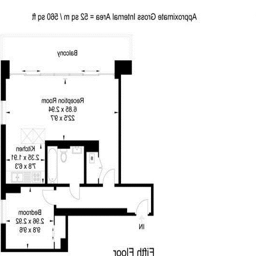 Approximate Gross Internal Area = 52 sq m / 560 sq ft
Balcony
Reception Room
6.85 x 2.94
22'5 x 9'7
Kitchen
2.35 x 1.91
7'8 x 6'3
Bedroom
2.96 x 2.92
9'8 x 9'6
IN
Fifth Floor